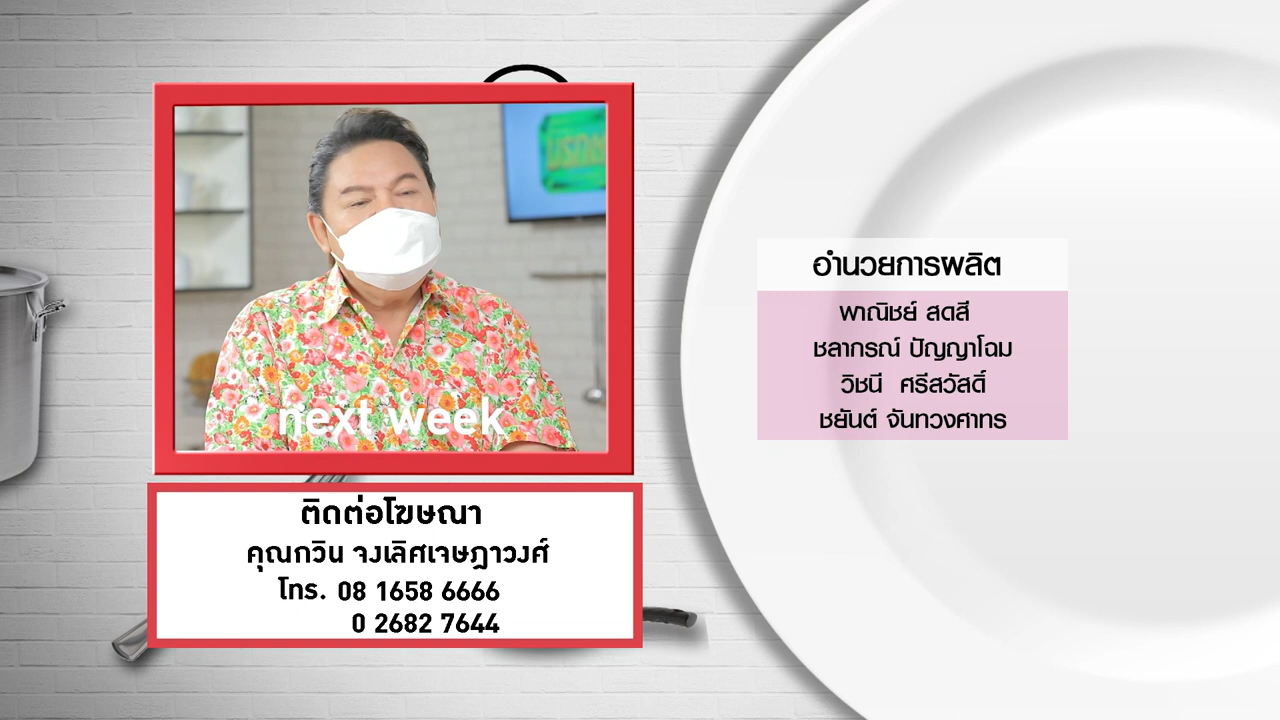 next week
ติดต่อโฆษณา
คุณกวิน จงเลิศเจษฎาวงศ์
โทร. 08 1658 6666
0 2682 7644
อำนวยการผลิต
พาณิชย์ สดสี
ชลากรณ์ ปัญญาโฉม
วิชนี ศรีสวัสดิ์
ชยันต์ จันทวงศาทร